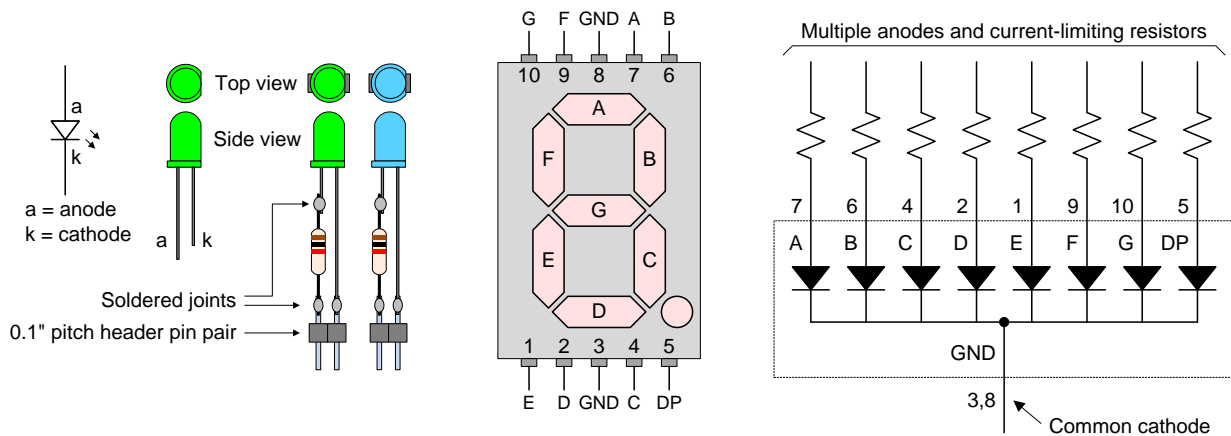 a
k
a = anode
k = cathode
Top view
Side view
a
k
Soldered joints
0.1" pitch header pin pair
G F GND A B
10 9 8 7 6
A
F
B
G
E
C
D
1 2 3 4 5
E D GND C DP
Multiple anodes and current-limiting resistors
7 6 4 2 1 9 10 5
A B C D E F G DP
GND
3,8
Common cathode